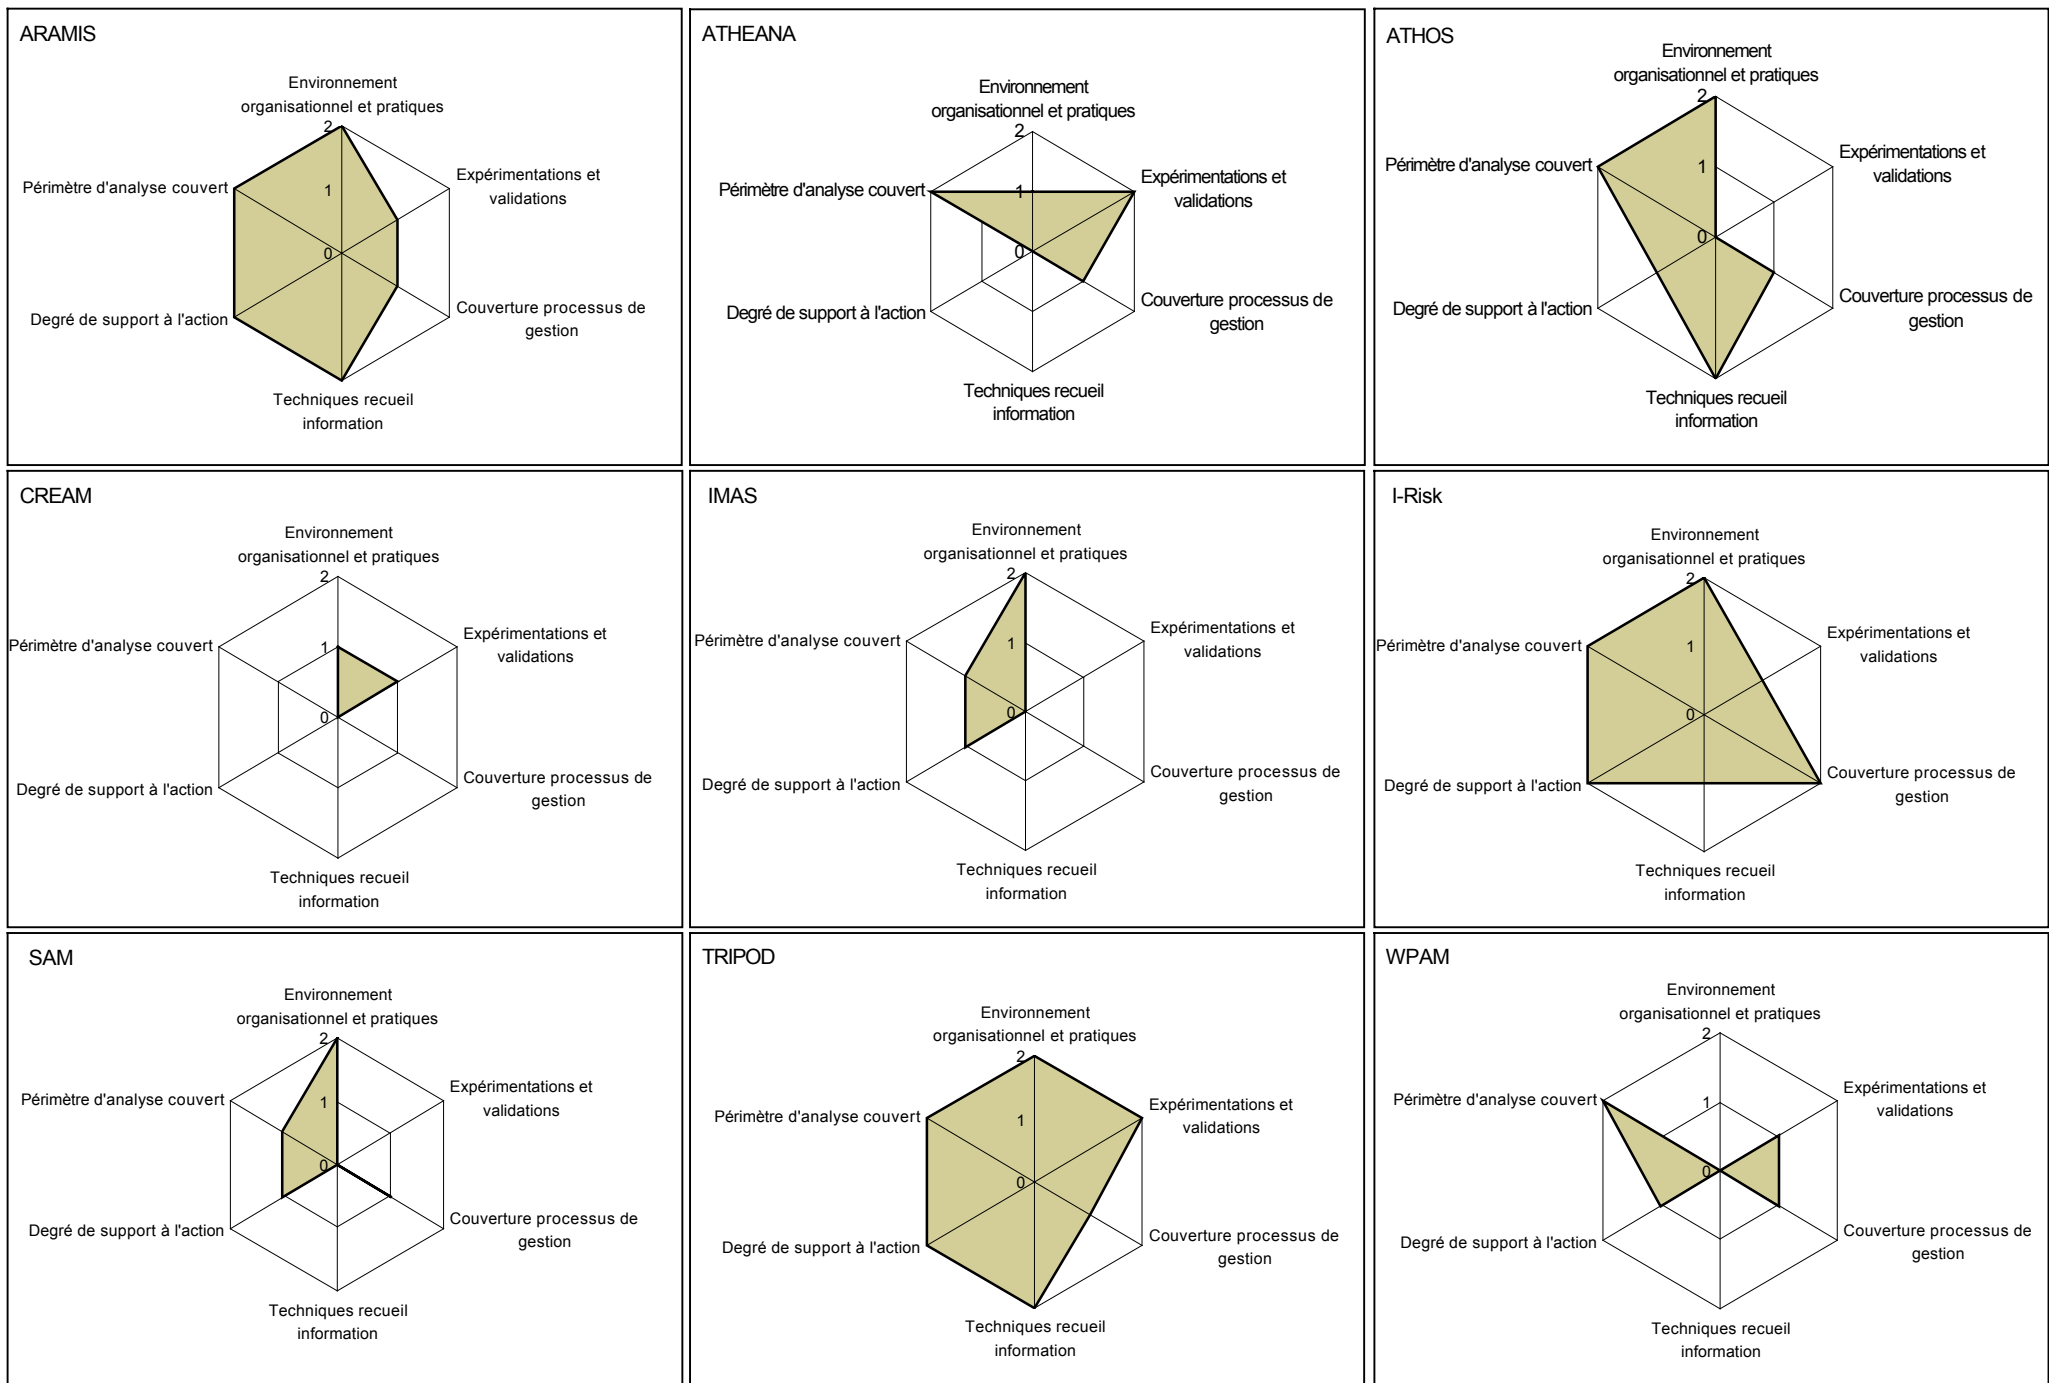 ARAMIS
Environnement
organisationnel et pratiques
2
Expérimentations et
validations
Périmètre d'analyse couvert
1
0
Couverture processus de
gestion
Degré de support à l'action
Techniques recueil
information
ATHEANA
Environnement
organisationnel et pratiques
2
Expérimentations et
validations
Périmètre d'analyse couvert
1
0
Couverture processus de
gestion
Degré de support à l'action
Techniques recueil
information
ATHOS
Environnement
organisationnel et pratiques
2
Expérimentations et
validations
Périmètre d'analyse couvert
1
0
Couverture processus de
gestion
Degré de support à l'action
Techniques recueil
information
CREAM
Environnement
organisationnel et pratiques
2
Expérimentations et
validations
Périmètre d'analyse couvert
1
0
Couverture processus de
gestion
Degré de support à l'action
Techniques recueil
information
IMAS
Environnement
organisationnel et pratiques
2
Expérimentations et
validations
Périmètre d'analyse couvert
1
0
Couverture processus de
gestion
Degré de support à l'action
Techniques recueil
information
I-Risk
Environnement
organisationnel et pratiques
2
Expérimentations et
validations
Périmètre d'analyse couvert
1
0
Couverture processus de
gestion
Degré de support à l'action
Techniques recueil
information
SAM
Environnement
organisationnel et pratiques
2
Expérimentations et
validations
Périmètre d'analyse couvert
1
0
Couverture processus de
gestion
Degré de support à l'action
Techniques recueil
information
TRIPOD
Environnement
organisationnel et pratiques
2
Expérimentations et
validations
Périmètre d'analyse couvert
1
0
Couverture processus de
gestion
Degré de support à l'action
Techniques recueil
information
WPAM
Environnement
organisationnel et pratiques
2
Expérimentations et
validations
Périmètre d'analyse couvert
1
0
Couverture processus de
gestion
Degré de support à l'action
Techniques recueil
information